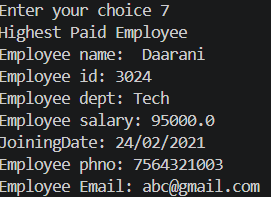 Enter your choice 7
Highest Paid Employee
Employee name:  Daarani
Employee id: 3024
Employee dept: Tech
Employee salary: 95000.0
JoiningDate: 24/02/2021
Employee phno: 7564321003
Employee Email: abc@gmail.com